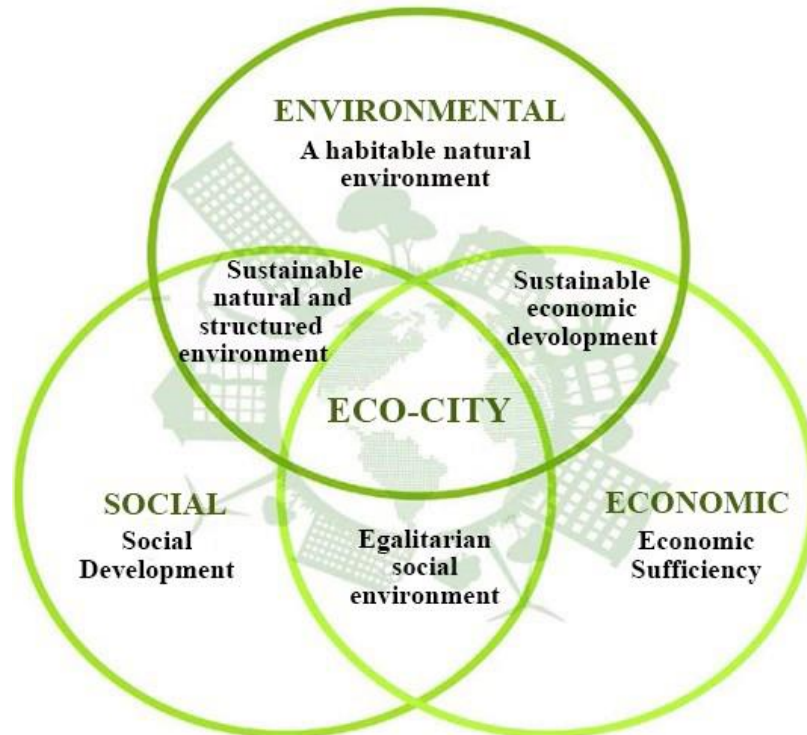 ENVIRONMENTAL
A habitable natural
environment
Sustainable
natural and
structured
environment
Sustainable
economic
devolopment
ECO-CITY
SOCIAL
Social
Development
Egalitarian
social
environment
ECONOMIC
Economic
Sufficiency